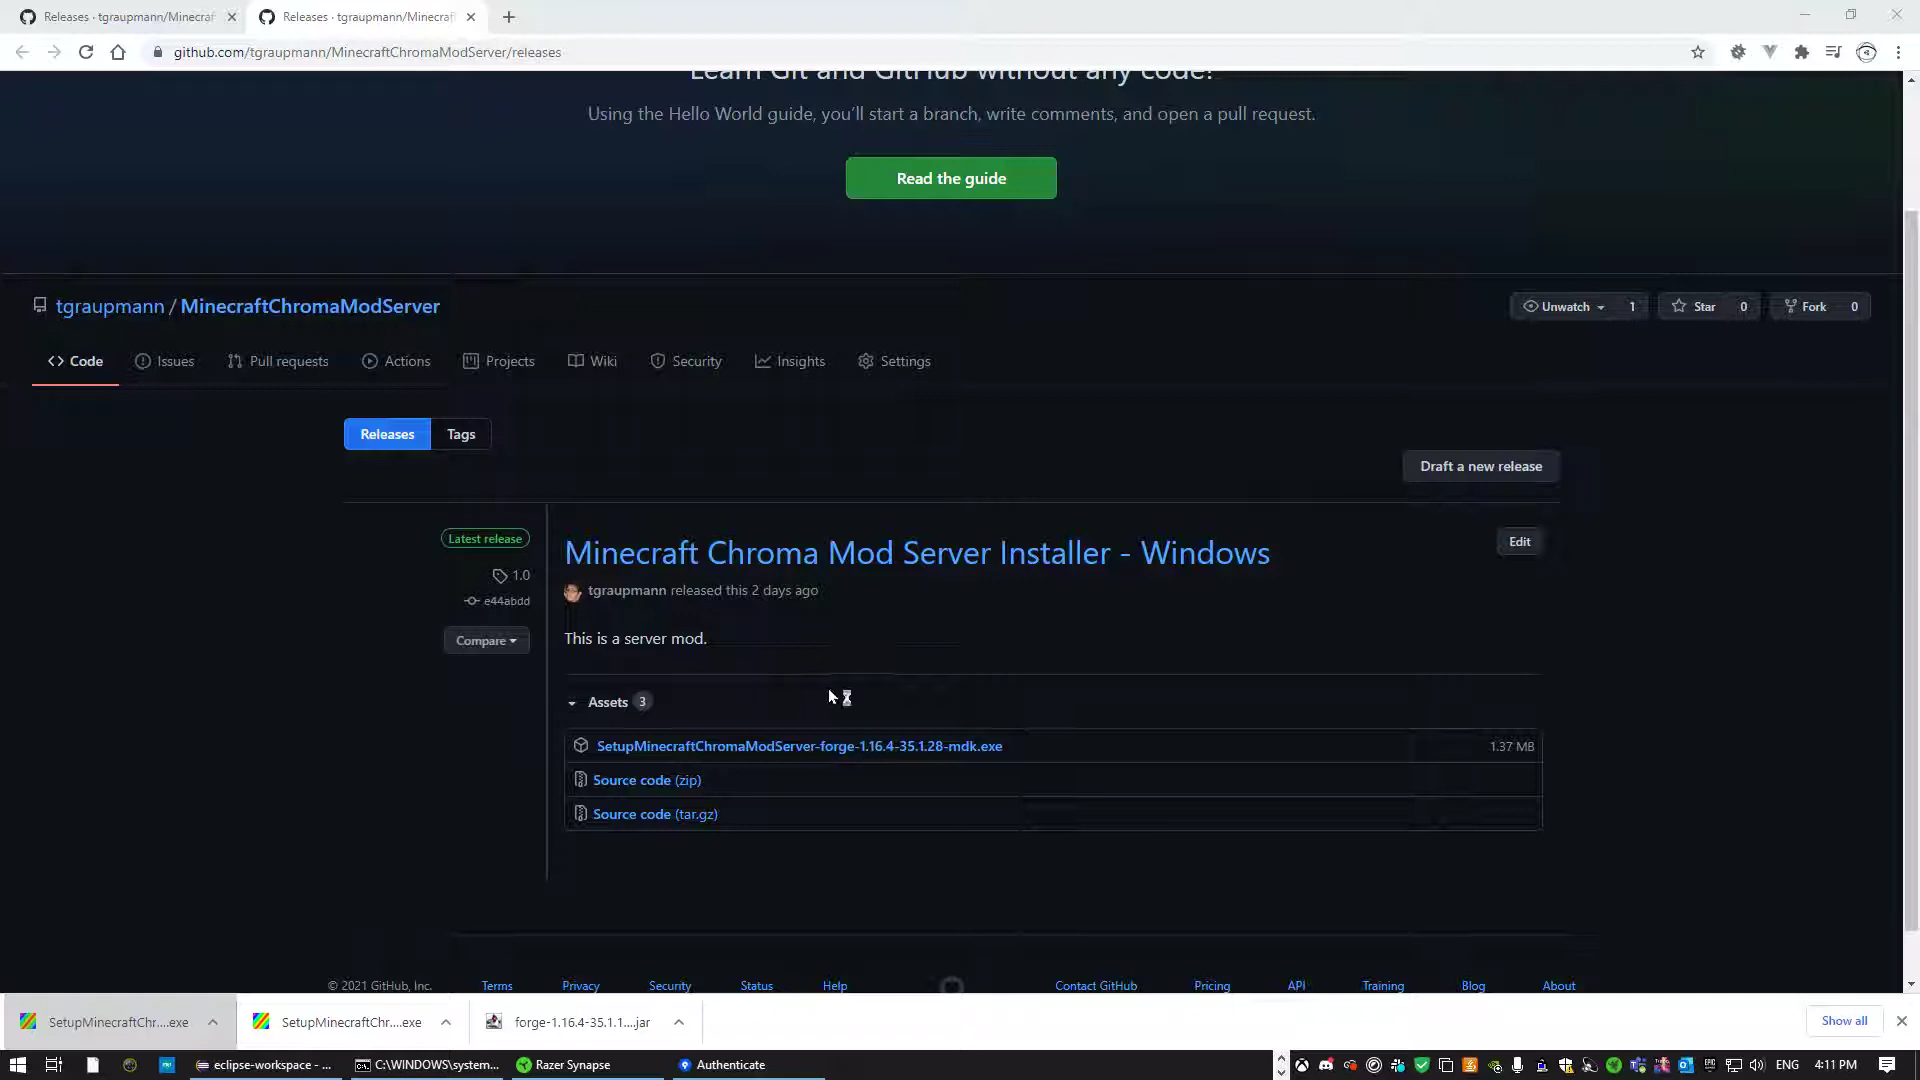 Releases · tgraupmann/Minecraf
Releases · tgraupmann/Minecraf
github.com/tgraupmann/MinecraftChromaModServer/releases
Learn Git and GitHub without any code!
Using the Hello World guide, you'll start a branch, write comments, and open a pull request.
Read the guide
tgraupmann / MinecraftChromaModServer
Unwatch 1
Star 0
Fork 0
Code
Issues
Pull requests
Actions
Projects
Wiki
Security
Insights
Settings
Releases
Tags
Draft a new release
Latest release
1.0
e44abdd
Compare
Minecraft Chroma Mod Server Installer - Windows
Edit
tgraupmann released this 2 days ago
This is a server mod.
Assets 3
SetupMinecraftChromaModServer-forge-1.16.4-35.1.28-mdk.exe
1.37 MB
Source code (zip)
Source code (tar.gz)
© 2021 GitHub, Inc.
Terms
Privacy
Security
Status
Help
Contact GitHub
Pricing
API
Training
Blog
About
SetupMinecraftChr....exe
SetupMinecraftChr....exe
forge-1.16.4-35.1.1....jar
Show all
eclipse-workspace - ...
C:\WINDOWS\system...
Razer Synapse
Authenticate
ENG
4:11 PM